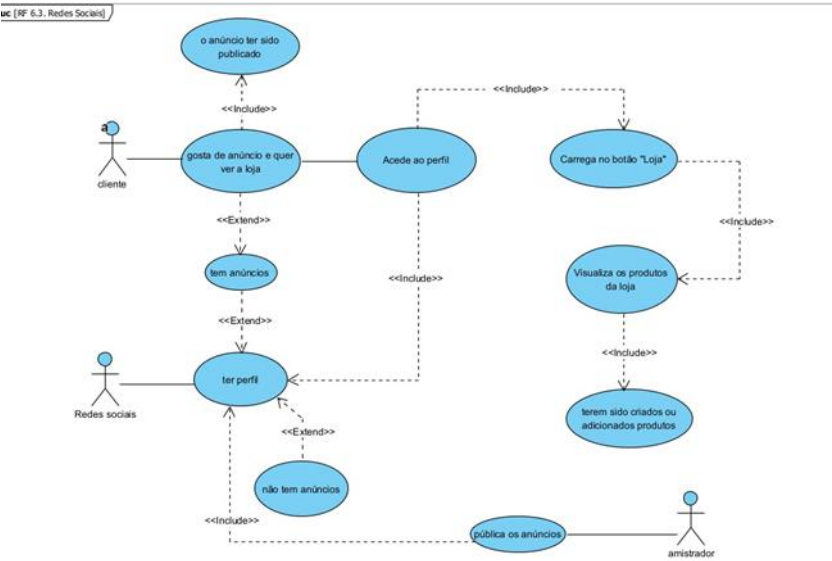 uc [RF 6.3. Redes Sociais]
o anúncio ter sido
publicado
<<Include>>
<<Include>>
a
cliente
gosta de anúncio e quer
ver a loja
Acede ao perfil
Carrega no botão "Loja"
<<Extend>>
<<Include>>
tem anúncios
<<Include>>
Visualiza os produtos
da loja
<<Extend>>
<<Include>>
ter perfil
Redes sociais
terem sido criados ou
adicionados produtos
<<Extend>>
não tem anúncios
<<Include>>
pública os anúncios
amistrador